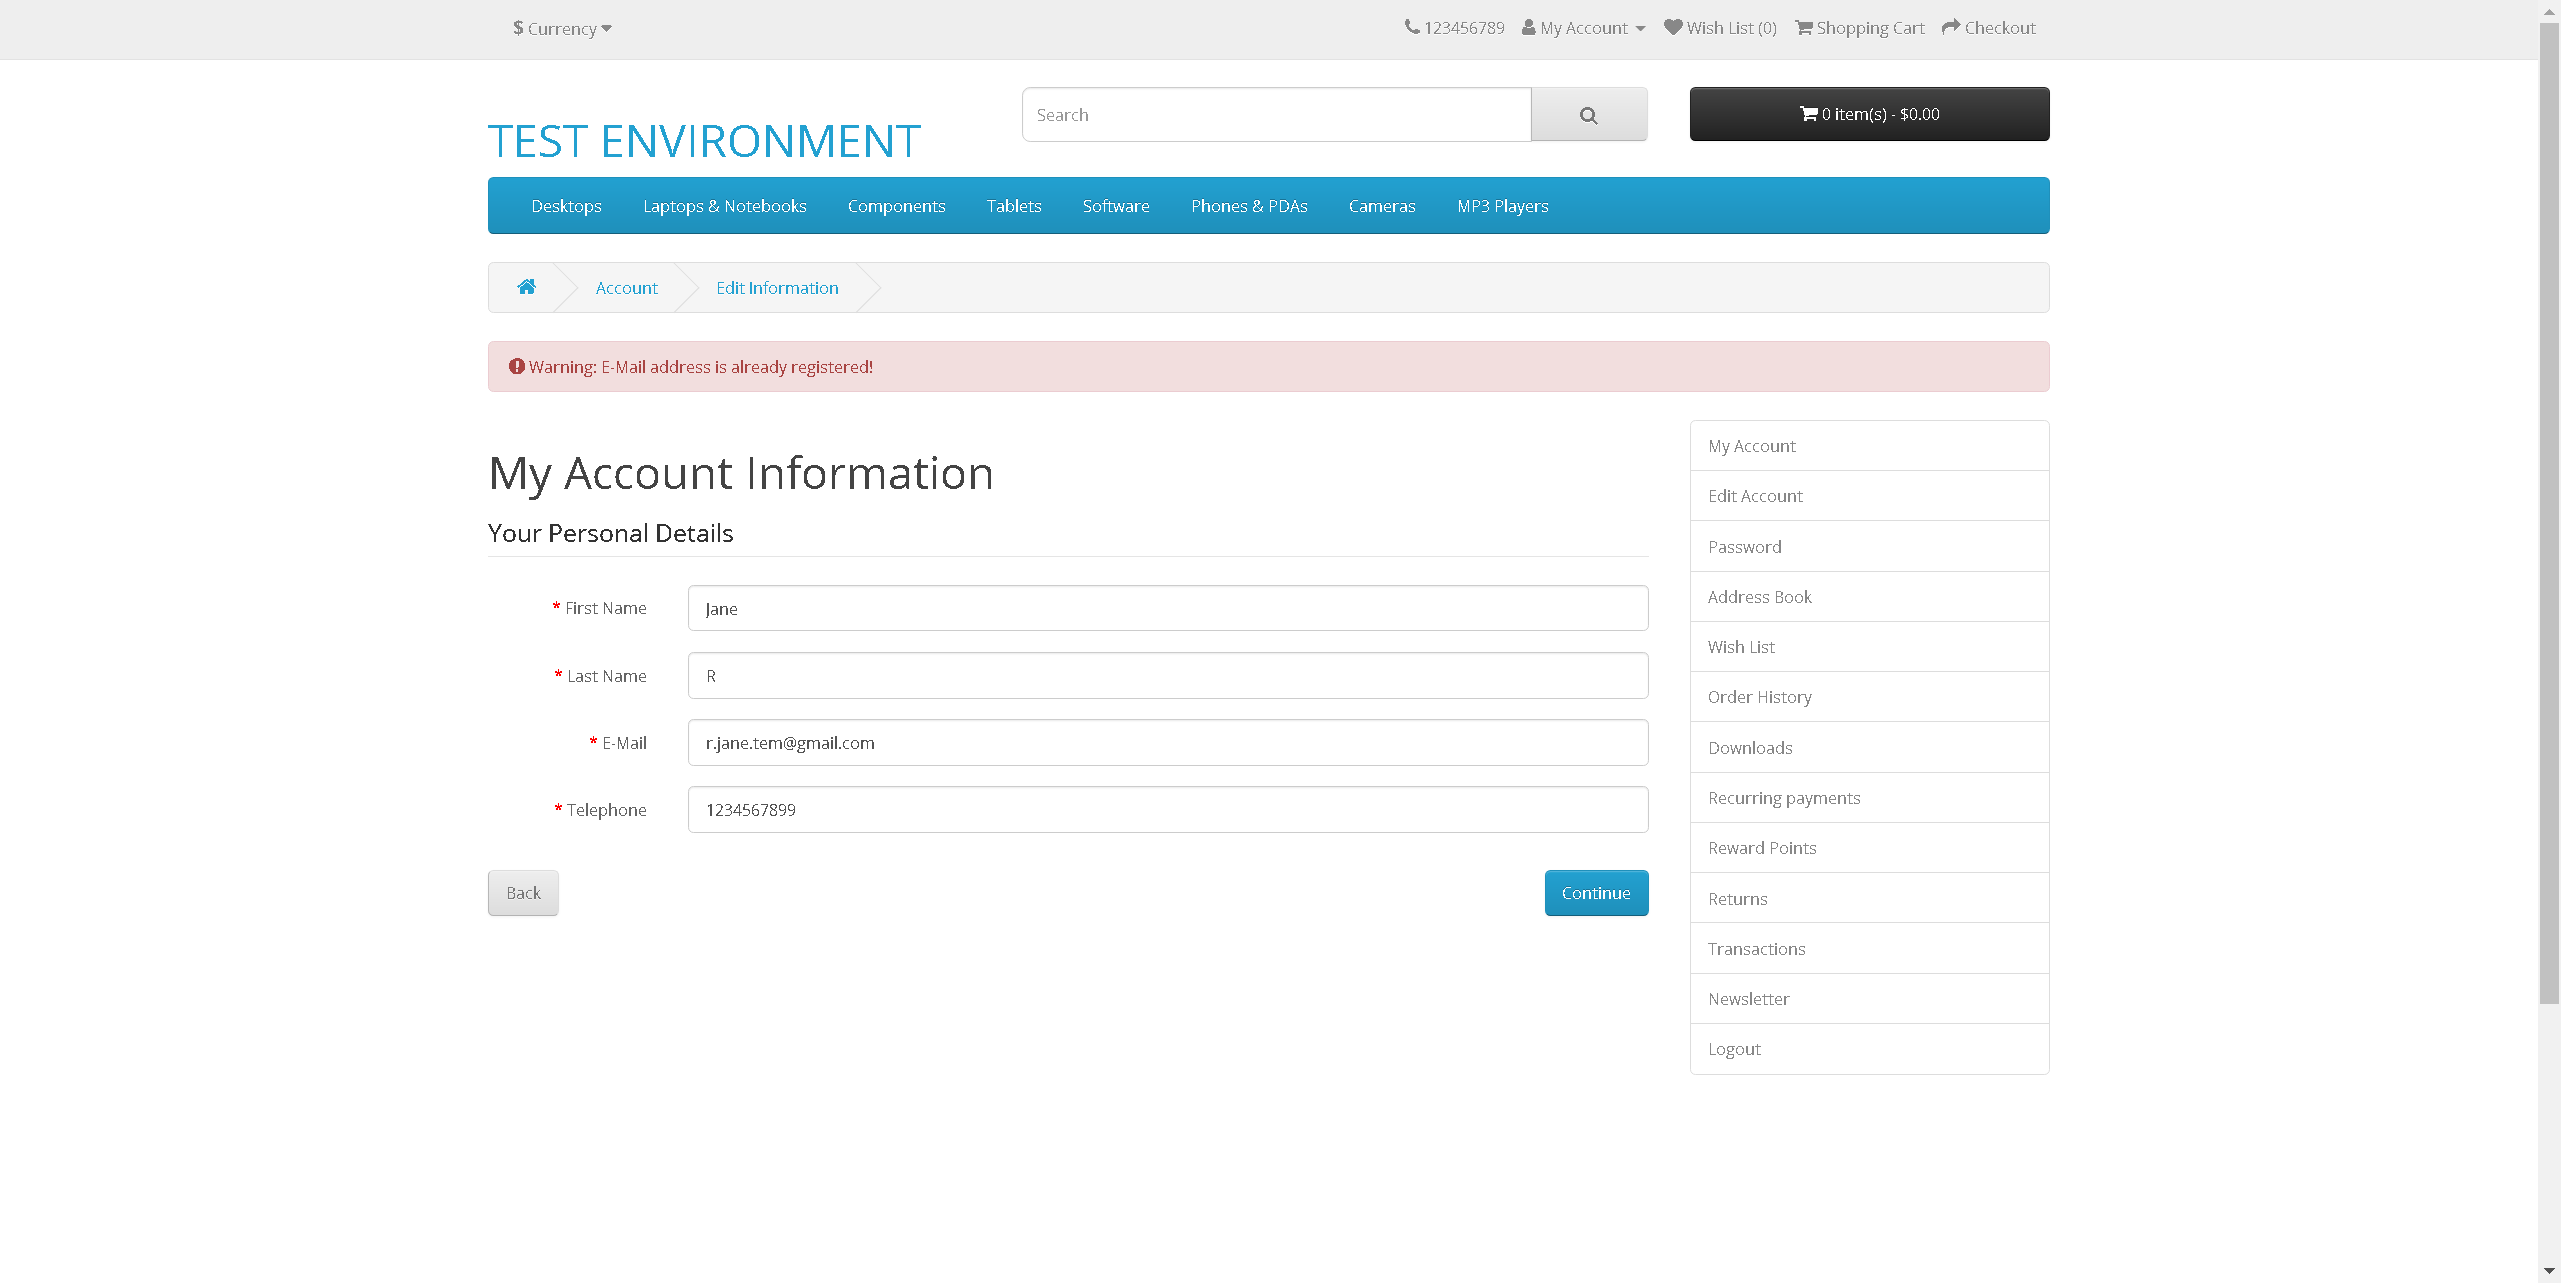 $ Currency
123456789 My Account Wish List (0) Shopping Cart Checkout
TEST ENVIRONMENT
Search
0 item(s) - $0.00
Desktops Laptops & Notebooks Components Tablets Software Phones & PDAs Cameras MP3 Players
Account Edit Information
Warning: E-Mail address is already registered!
My Account Information
Your Personal Details
* First Name Jane
* Last Name R
* E-Mail r.jane.tem@gmail.com
* Telephone 1234567899
Back Continue
My Account
Edit Account
Password
Address Book
Wish List
Order History
Downloads
Recurring payments
Reward Points
Returns
Transactions
Newsletter
Logout